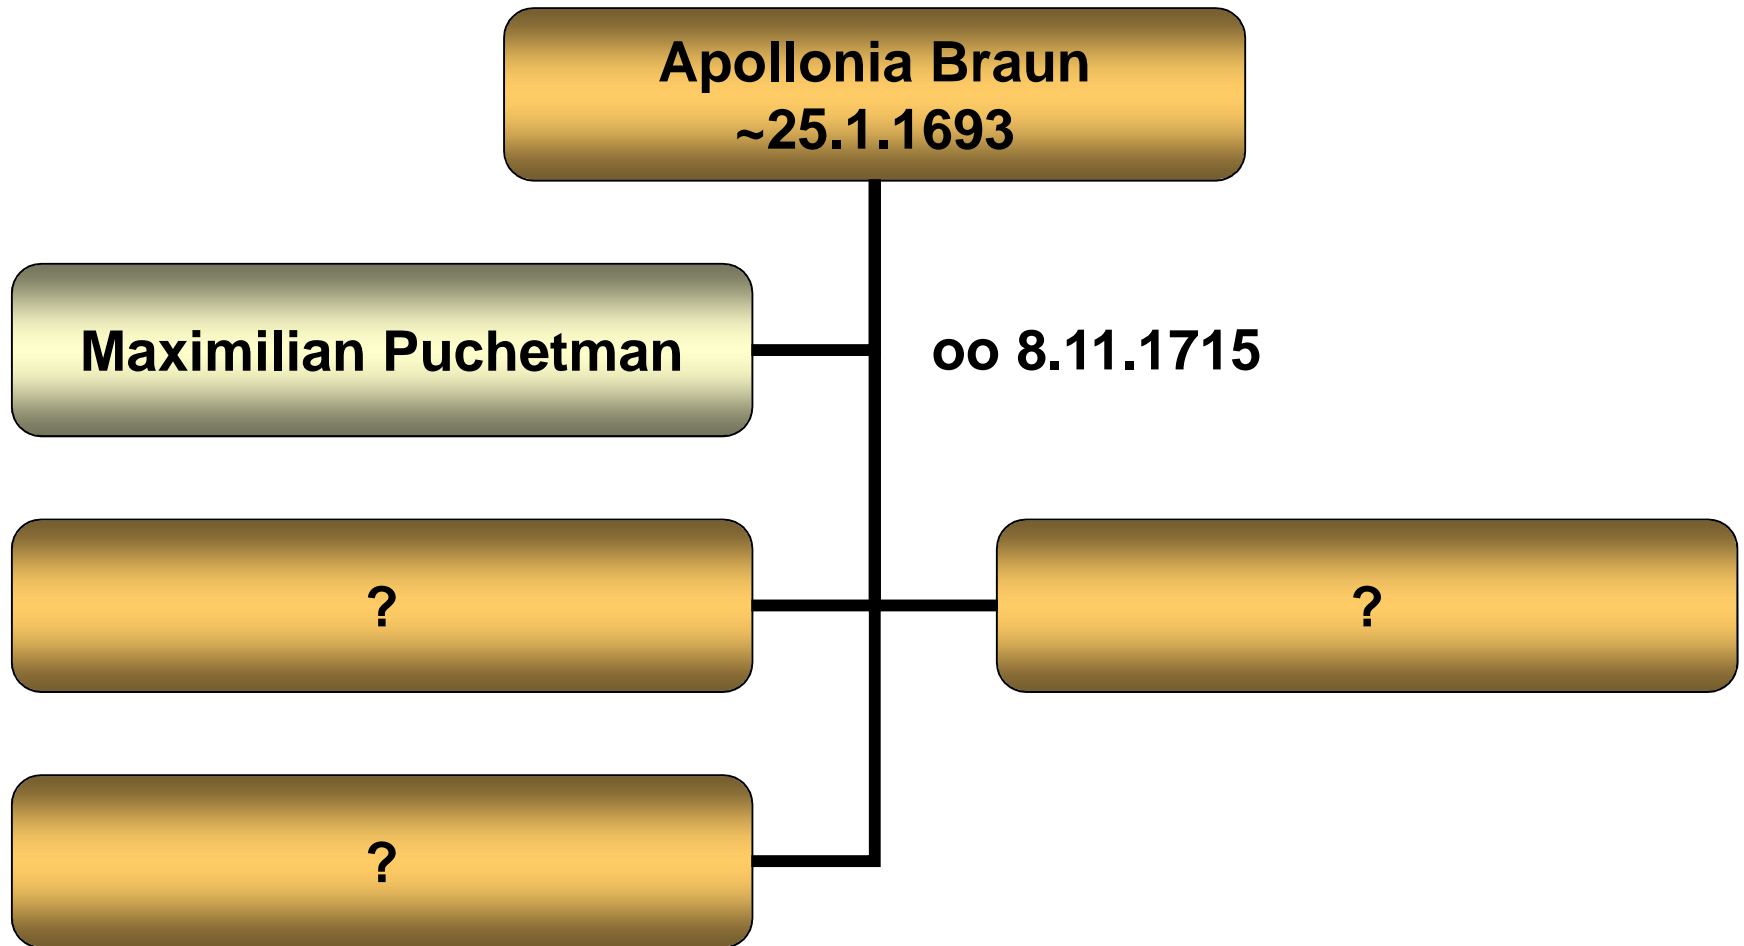 Apollonia Braun
~25.1.1693
Maximilian Puchetman
oo 8.11.1715
?
?
?